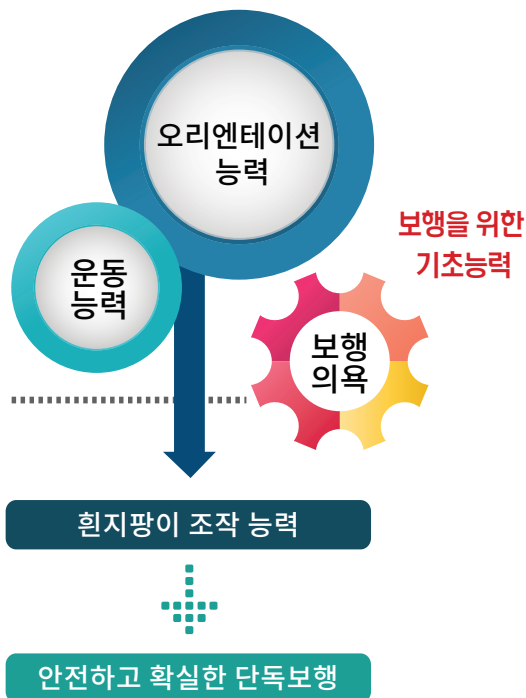 오리엔테이션
능력
보행을 위한
기초능력
운동
능력
보행
의욕
흰지팡이 조작 능력
안전하고 확실한 단독보행